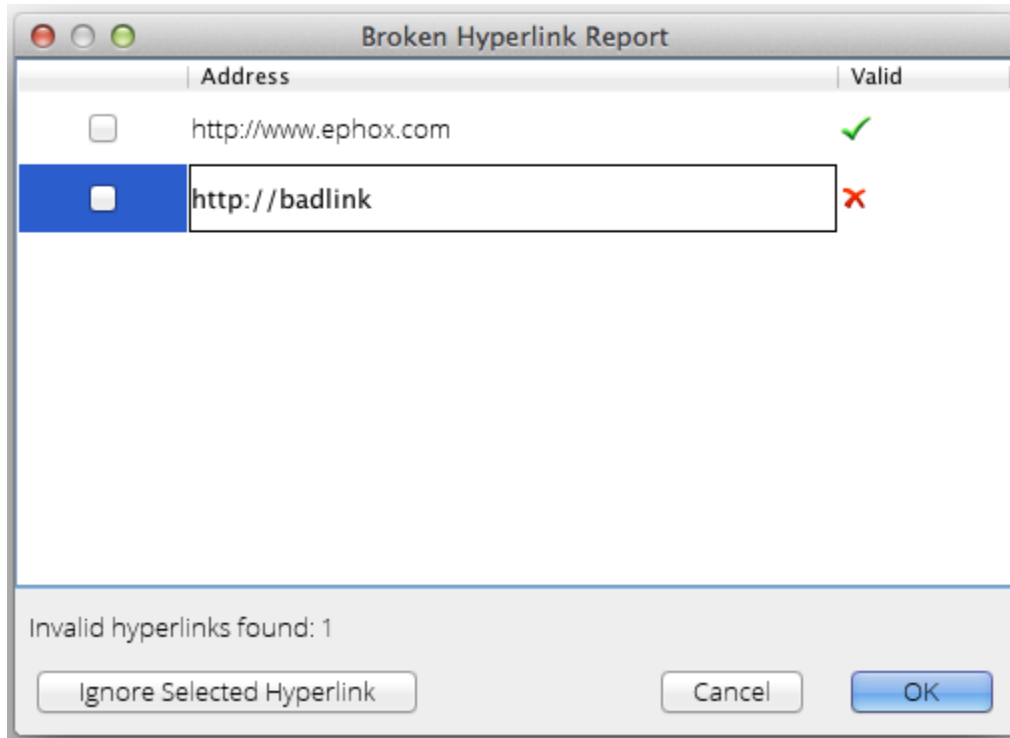 Broken Hyperlink Report
Address Valid
http://www.ephox.com
http://badlink
Invalid hyperlinks found: 1
Ignore Selected Hyperlink Cancel OK